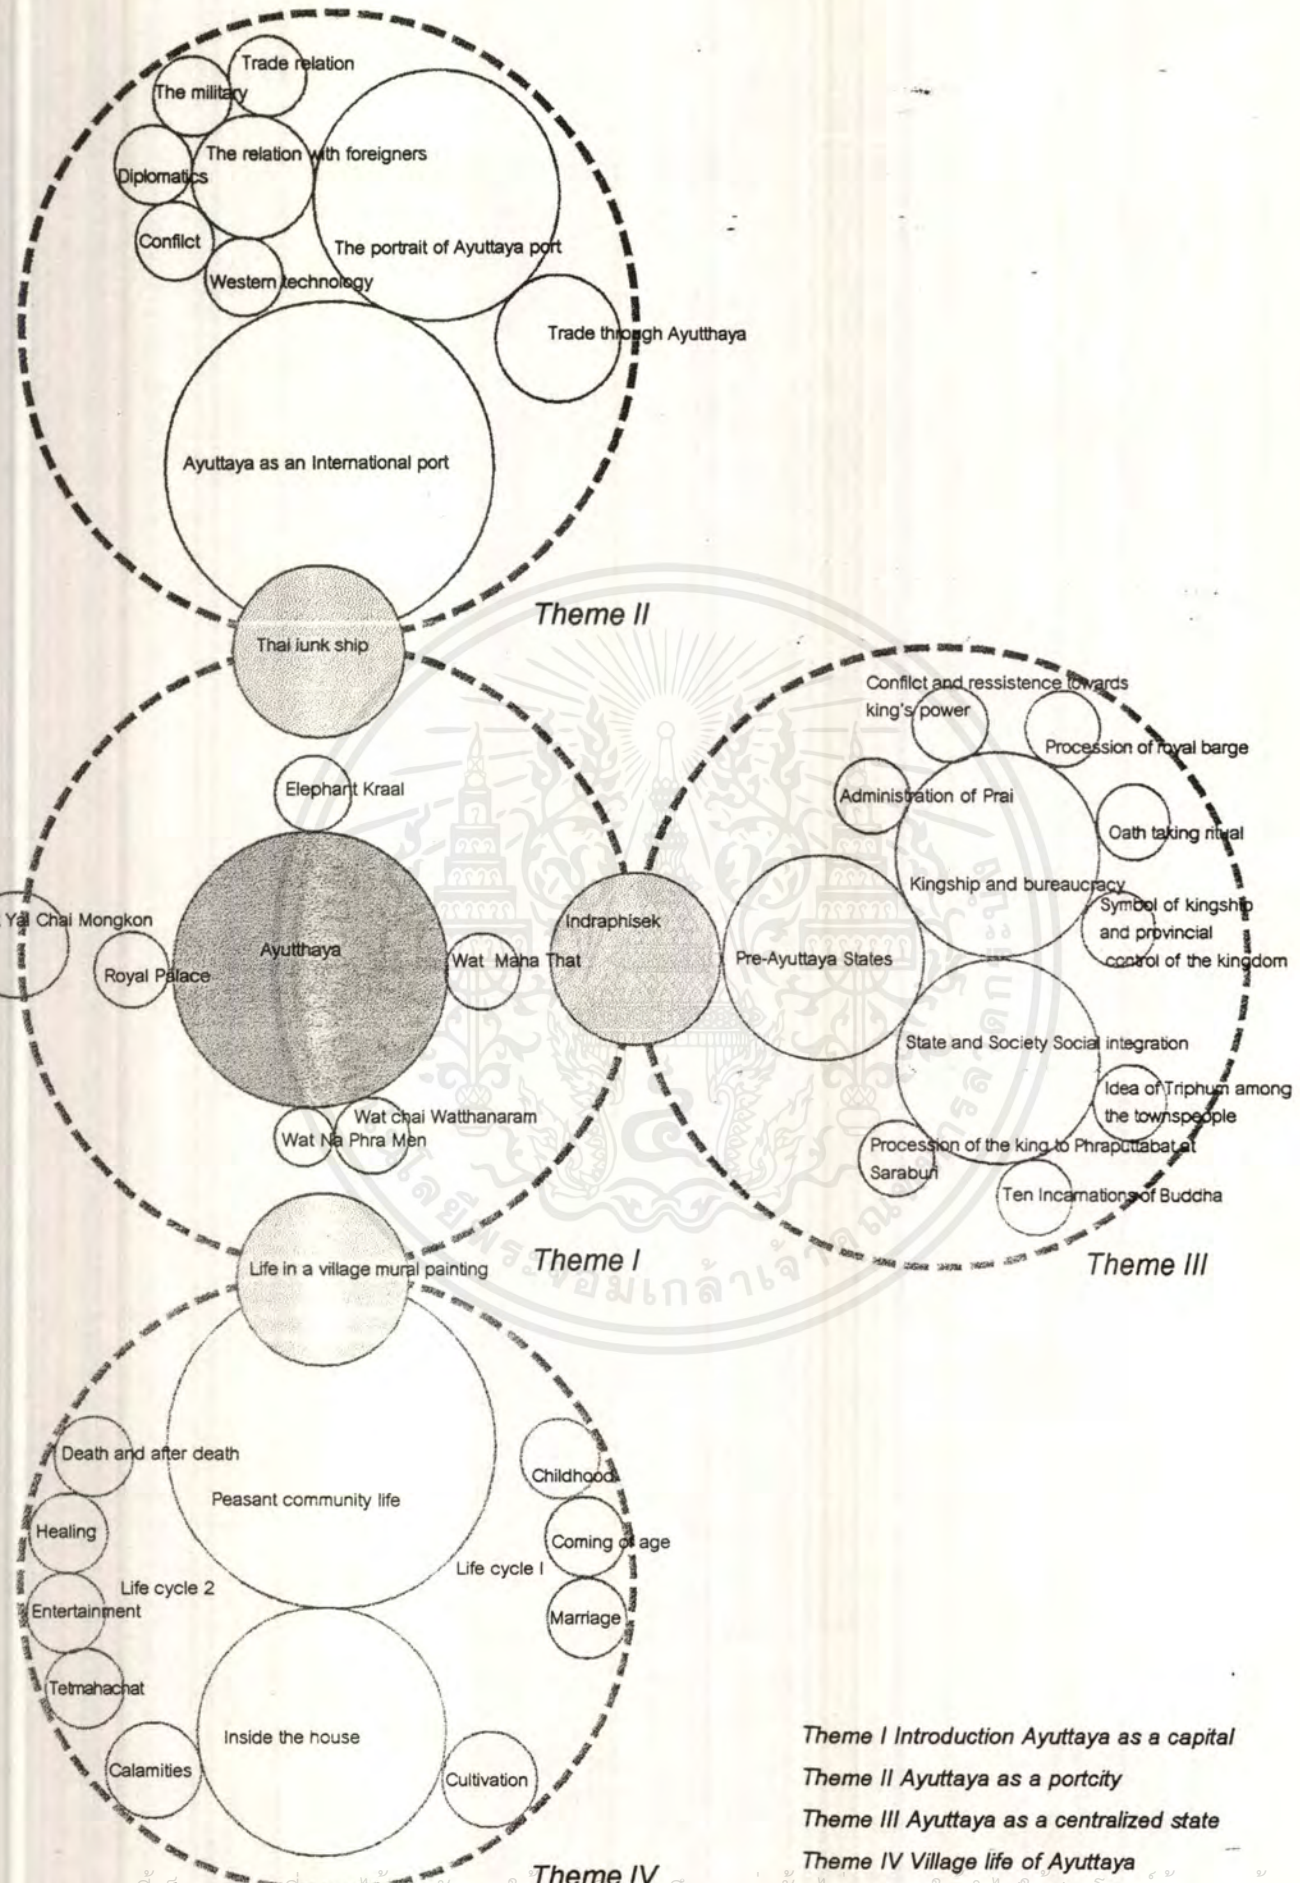 Trade relation
The military
The relation with foreigners
Diplomatics
Conflict
The portrait of Ayuttaya port
Western technology
Trade through Ayutthaya
Ayuttaya as an International port
Theme II
Thai junk ship
Elephant Kraal
Yai Chai Mongkon
Ayutthaya
Royal Palace
Wat Maha That
Wat chai Watthanaram
Wat Na Phra Men
Indraphisek
Conflict and ressistence towards
king's power
Procession of royal barge
Administration of Prai
Oath taking ritual
Kingship and bureaucracy
Symbol of kingship
and provincial
control of the kingdom
Pre-Ayuttaya States
State and Society Social integration
Idea of Triphum among
the townspeople
Procession of the king to Phraputtabat at
Saraburi
Ten Incarnations of Buddha
Life in a village mural painting
Theme I
Theme III
Death and after death
Childhood
Peasant community life
Healing
Coming of age
Life cycle I
Life cycle 2
Entertainment
Marriage
Tetmahachat
Inside the house
Calamities
Cultivation
Theme I Introduction Ayuttaya as a capital
Theme II Ayuttaya as a portcity
Theme III Ayuttaya as a centralized state
Theme IV Village life of Ayuttaya
Theme IV